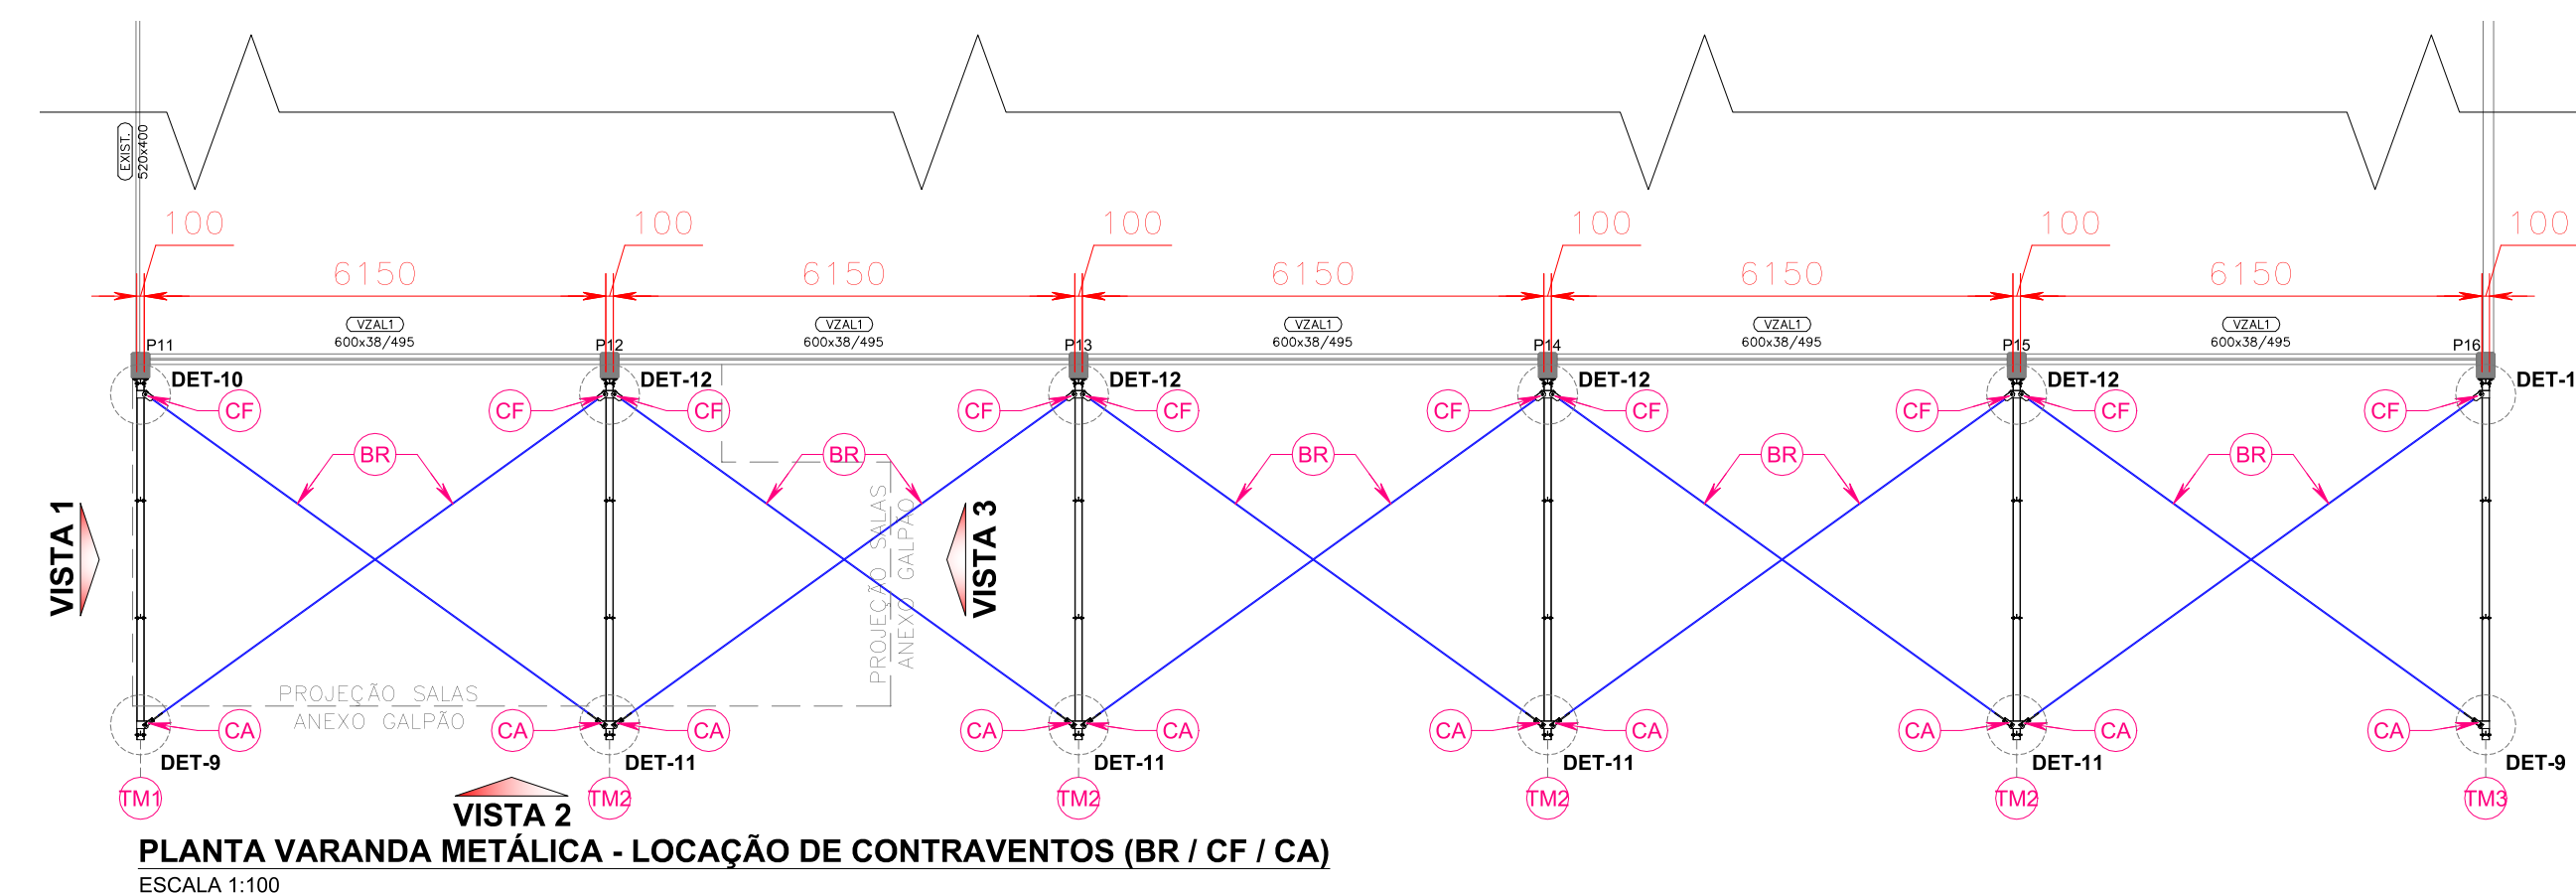 EXIST.
520x400
100 100 100 100 100 100
6150 6150 6150 6150 6150
VZAL1 VZAL1 VZAL1 VZAL1 VZAL1
600x38/495 600x38/495 600x38/495 600x38/495 600x38/495
P11 P12 P13 P14 P15 P16
DET-10 DET-12 DET-12 DET-12 DET-12 DET-1
CF CF CF CF CF CF CF CF CF CF
BR BR BR BR BR
VISTA 1
PROJEÇÃO SALAS
ANEXO GALPÃO
VISTA 3
PROJEÇÃO SALAS
ANEXO GALPÃO
CA CA CA CA CA CA CA CA CA CA
DET-9 DET-11 DET-11 DET-11 DET-11 DET-9
TM1 TM2 TM2 TM2 TM2 TM3
VISTA 2
PLANTA VARANDA METÁLICA - LOCAÇÃO DE CONTRAVENTOS (BR / CF / CA)
ESCALA 1:100